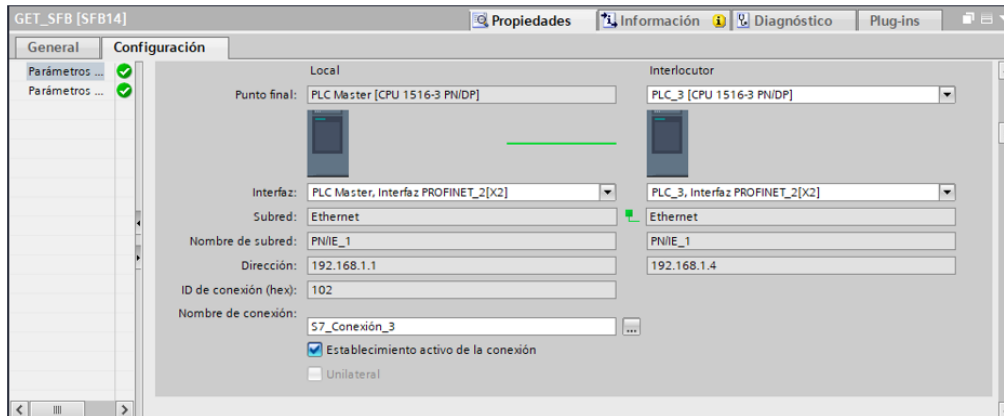 GET_SFB [SFB14]
Propiedades
Información
Diagnóstico
Plug-ins
General
Configuración
Parámetros ...
Parámetros ...
Local
Interlocutor
Punto final:
PLC Master [CPU 1516-3 PN/DP]
PLC_3 [CPU 1516-3 PN/DP]
Interfaz:
PLC Master, Interfaz PROFINET_2[X2]
PLC_3, Interfaz PROFINET_2[X2]
Subred:
Ethernet
Ethernet
Nombre de subred:
PN/IE_1
PN/IE_1
Dirección:
192.168.1.1
192.168.1.4
ID de conexión (hex):
102
Nombre de conexión:
S7_Conexión_3
...
Establecimiento activo de la conexión
Unilateral